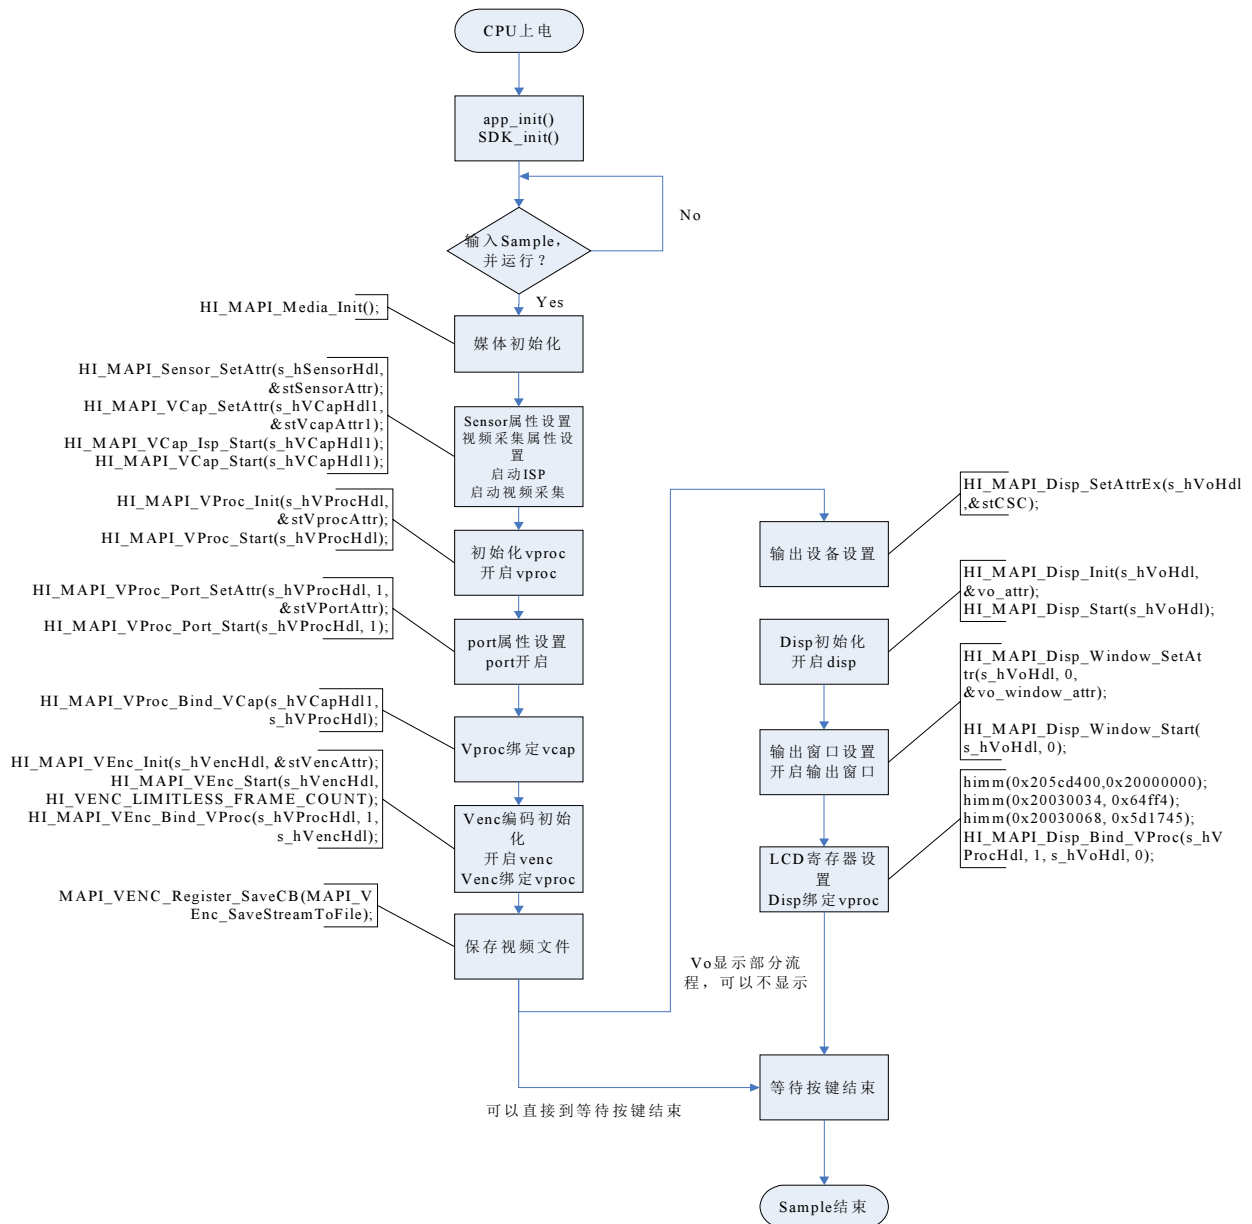 CPU上电
app_init()
SDK_init()
No
输入Sample，
并运行？
Yes
HI_MAPI_Media_Init();
媒体初始化
HI_MAPI_Sensor_SetAttr(s_hSensorHdl,
&stSensorAttr);
HI_MAPI_VCap_SetAttr(s_hVCapHdl1,
&stVcapAttr1);
HI_MAPI_VCap_Isp_Start(s_hVCapHdl1);
HI_MAPI_VCap_Start(s_hVCapHdl1);
Sensor属性设置
视频采集属性设
置
启动ISP
启动视频采集
HI_MAPI_VProc_Init(s_hVProcHdl,
&stVprocAttr);
HI_MAPI_VProc_Start(s_hVProcHdl);
初始化vproc
开启vproc
HI_MAPI_VProc_Port_SetAttr(s_hVProcHdl, 1,
&stVPortAttr);
HI_MAPI_VProc_Port_Start(s_hVProcHdl, 1);
port属性设置
port开启
HI_MAPI_VProc_Bind_VCap(s_hVCapHdl1,
s_hVProcHdl);
Vproc绑定vcap
HI_MAPI_VEnc_Init(s_hVencHdl, &stVencAttr);
HI_MAPI_VEnc_Start(s_hVencHdl,
HI_VENC_LIMITLESS_FRAME_COUNT);
HI_MAPI_VEnc_Bind_VProc(s_hVProcHdl, 1,
s_hVencHdl);
Venc编码初始
化
开启venc
Venc绑定vproc
MAPI_VENC_Register_SaveCB(MAPI_V
Enc_SaveStreamToFile);
保存视频文件
HI_MAPI_Disp_SetAttrEx(s_hVoHdl
,&stCSC);
输出设备设置
HI_MAPI_Disp_Init(s_hVoHdl,
&vo_attr);
HI_MAPI_Disp_Start(s_hVoHdl);
Disp初始化
开启disp
HI_MAPI_Disp_Window_SetAt
tr(s_hVoHdl, 0,
&vo_window_attr);
HI_MAPI_Disp_Window_Start(
s_hVoHdl, 0);
输出窗口设置
开启输出窗口
himm(0x205cd400,0x20000000);
himm(0x20030034, 0x64ff4);
himm(0x20030068, 0x5d1745);
HI_MAPI_Disp_Bind_VProc(s_hV
ProcHdl, 1, s_hVoHdl, 0);
LCD寄存器设
置
Disp绑定vproc
Vo显示部分流
程，可以不显示
等待按键结束
可以直接到等待按键结束
Sample结束